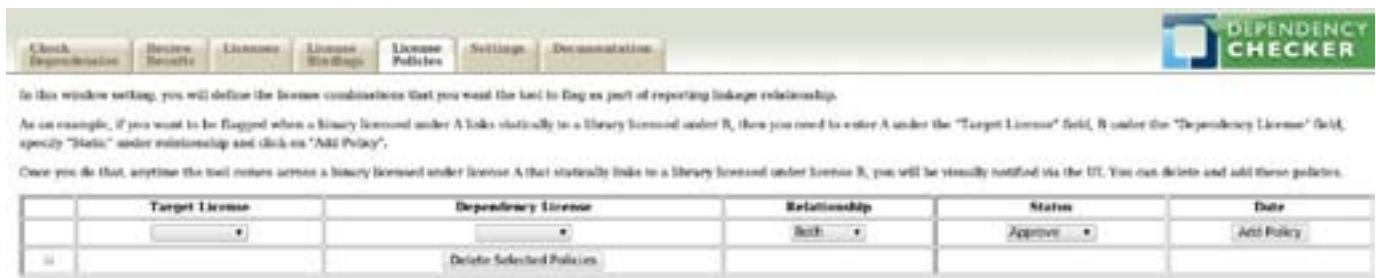 DEPENDENCY
CHECKER
Check Dependencies
Review Results
Licenses
License Bindings
License Policies
Settings
Documentation
In this window setting, you will define the license combinations that you want the tool to flag as part of reporting linkage relationship.
As an example, if you want to be flagged when a binary licensed under A links statically to a library licensed under B, then you need to enter A under the "Target License" field, B under the "Dependency License" field,
specify "Static" under relationship and click on "Add Policy".
Once you do that, anytime the tool comes across a binary licensed under license A that statically links to a library licensed under license B, you will be visually notified via the UI. You can delete and add these policies.
Target License
Dependency License
Relationship
Status
Date
Both
Approve
Add Policy
Delete Selected Policies